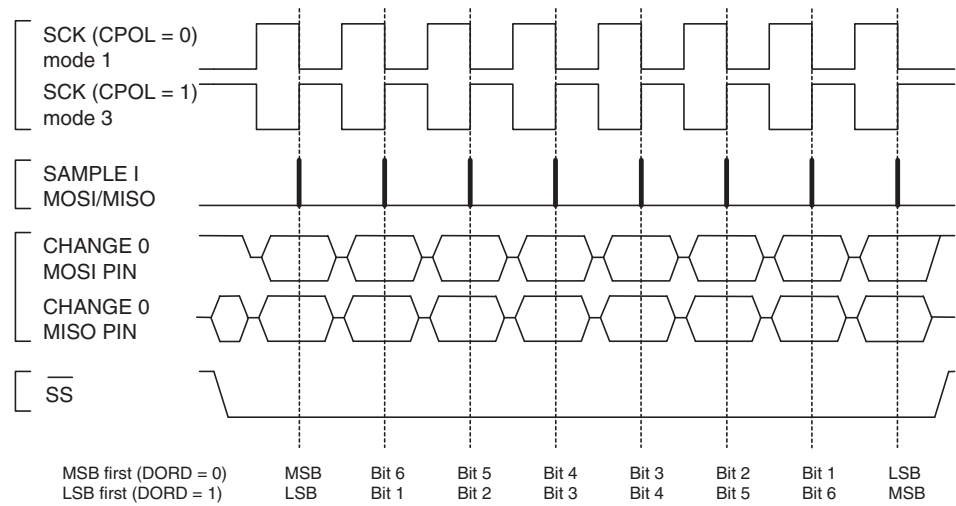 SCK (CPOL = 0)
mode 1
SCK (CPOL = 1)
mode 3
SAMPLE I
MOSI/MISO
CHANGE 0
MOSI PIN
CHANGE 0
MISO PIN
SS
MSB first (DORD = 0) MSB Bit 6 Bit 5 Bit 4 Bit 3 Bit 2 Bit 1 LSB
LSB first (DORD = 1) LSB Bit 1 Bit 2 Bit 3 Bit 4 Bit 5 Bit 6 MSB